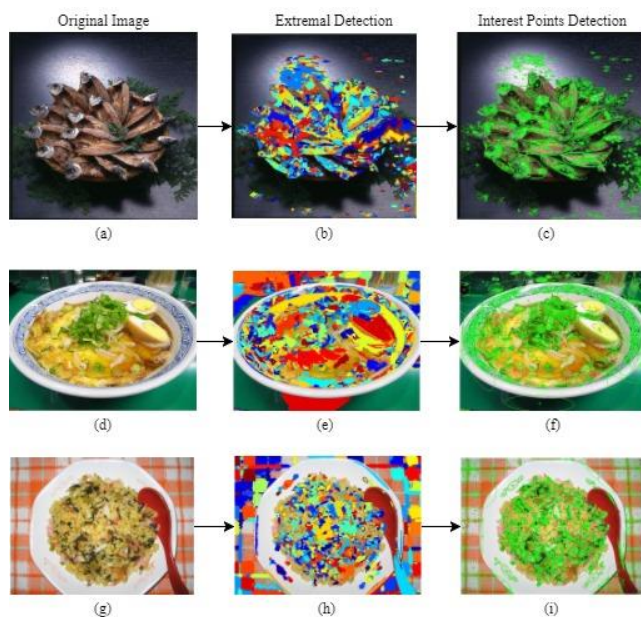 Original Image Extremal Detection Interest Points Detection
(a) (b) (c)
(d) (e) (f)
(g) (h) (i)